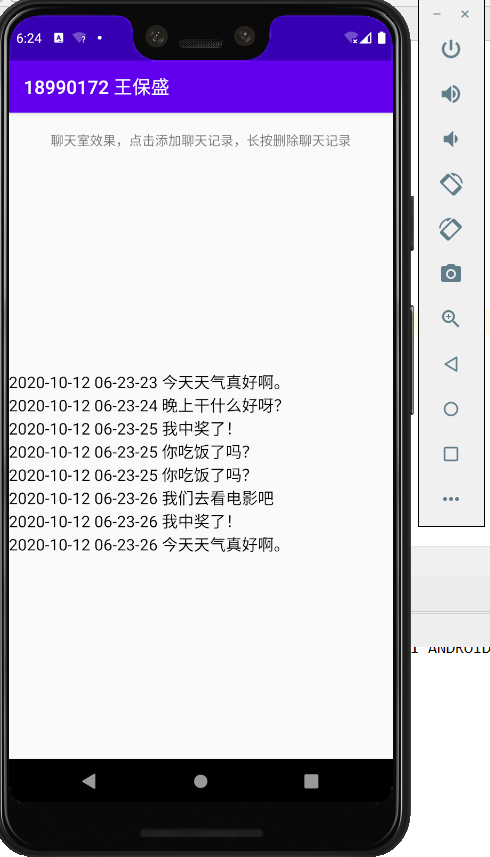 6:24
18990172 王保盛
聊天室效果，点击添加聊天记录，长按删除聊天记录
2020-10-12 06-23-23 今天天气真好啊。
2020-10-12 06-23-24 晚上干什么好呀？
2020-10-12 06-23-25 我中奖了！
2020-10-12 06-23-25 你吃饭了吗？
2020-10-12 06-23-25 你吃饭了吗？
2020-10-12 06-23-26 我们去看电影吧
2020-10-12 06-23-26 我中奖了！
2020-10-12 06-23-26 今天天气真好啊。
ANDROID